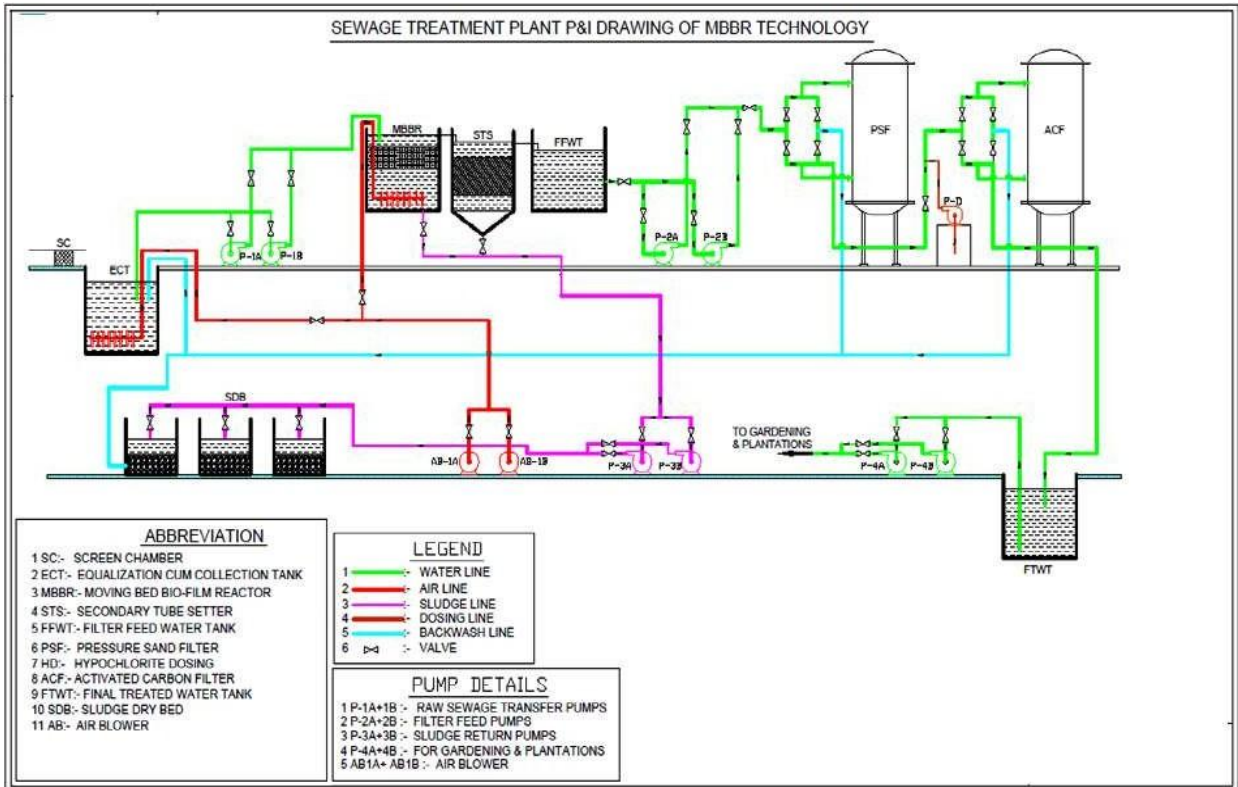 SEWAGE TREATMENT PLANT P&I DRAWING OF MBBR TECHNOLOGY
MBBR
STS
FFWT
PSF
ACF
SC
ECT
P-1A
P-1B
P-2A
P-2B
P-D
SDB
AB-1A
AB-1B
P-3A
P-3B
TO GARDENING
& PLANTATIONS
P-4A
P-4B
FTWT
ABBREVIATION
1 SC:- SCREEN CHAMBER
2 ECT:- EQUALIZATION CUM COLLECTION TANK
3 MBBR:- MOVING BED BIO-FILM REACTOR
4 STS:- SECONDARY TUBE SETTER
5 FFWT:- FILTER FEED WATER TANK
6 PSF:- PRESSURE SAND FILTER
7 HD:- HYPOCHLORITE DOSING
8 ACF:- ACTIVATED CARBON FILTER
9 FTWT:- FINAL TREATED WATER TANK
10 SDB:- SLUDGE DRY BED
11 AB:- AIR BLOWER
LEGEND
1 :- WATER LINE
2 :- AIR LINE
3 :- SLUDGE LINE
4 :- DOSING LINE
5 :- BACKWASH LINE
6 :- VALVE
PUMP DETAILS
1 P-1A+1B :- RAW SEWAGE TRANSFER PUMPS
2 P-2A+2B :- FILTER FEED PUMPS
3 P-3A+3B :- SLUDGE RETURN PUMPS
4 P-4A+4B :- FOR GARDENING & PLANTATIONS
5 AB1A+ AB1B :- AIR BLOWER